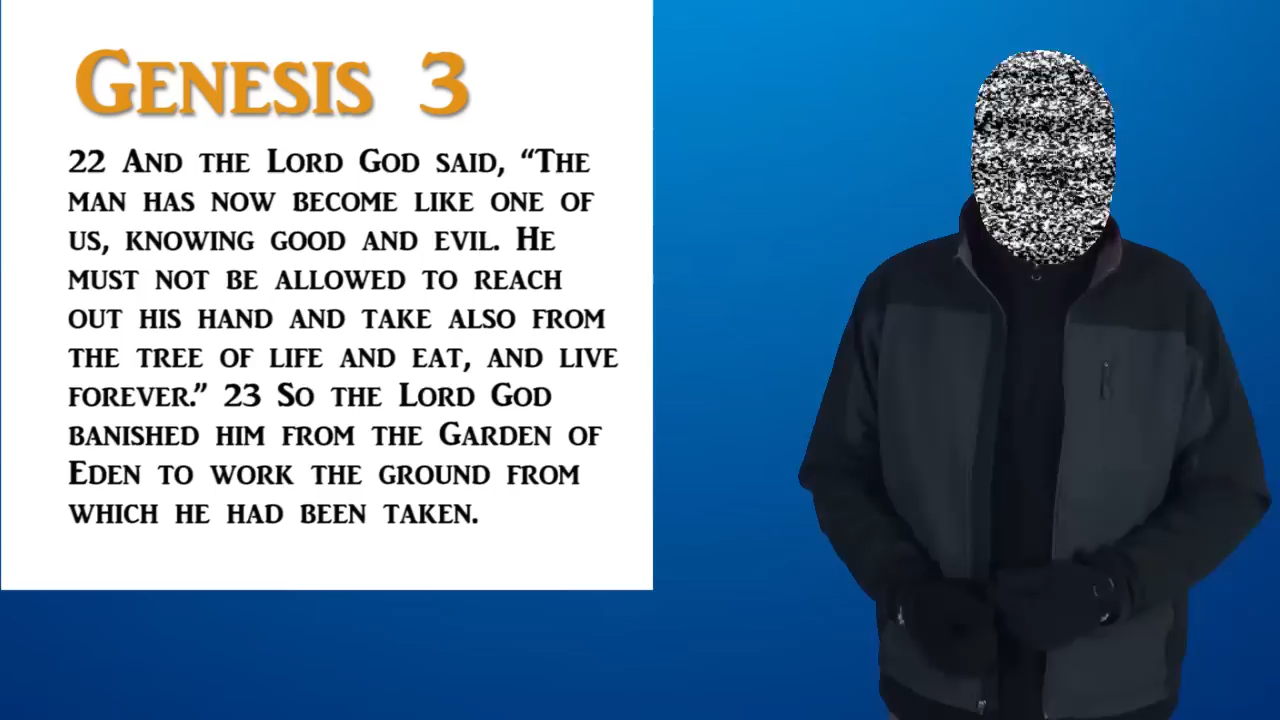 Genesis 3
22 And the Lord God said, “The
man has now become like one of
us, knowing good and evil. He
must not be allowed to reach
out his hand and take also from
the tree of life and eat, and live
forever.” 23 So the Lord God
banished him from the Garden of
Eden to work the ground from
which he had been taken.